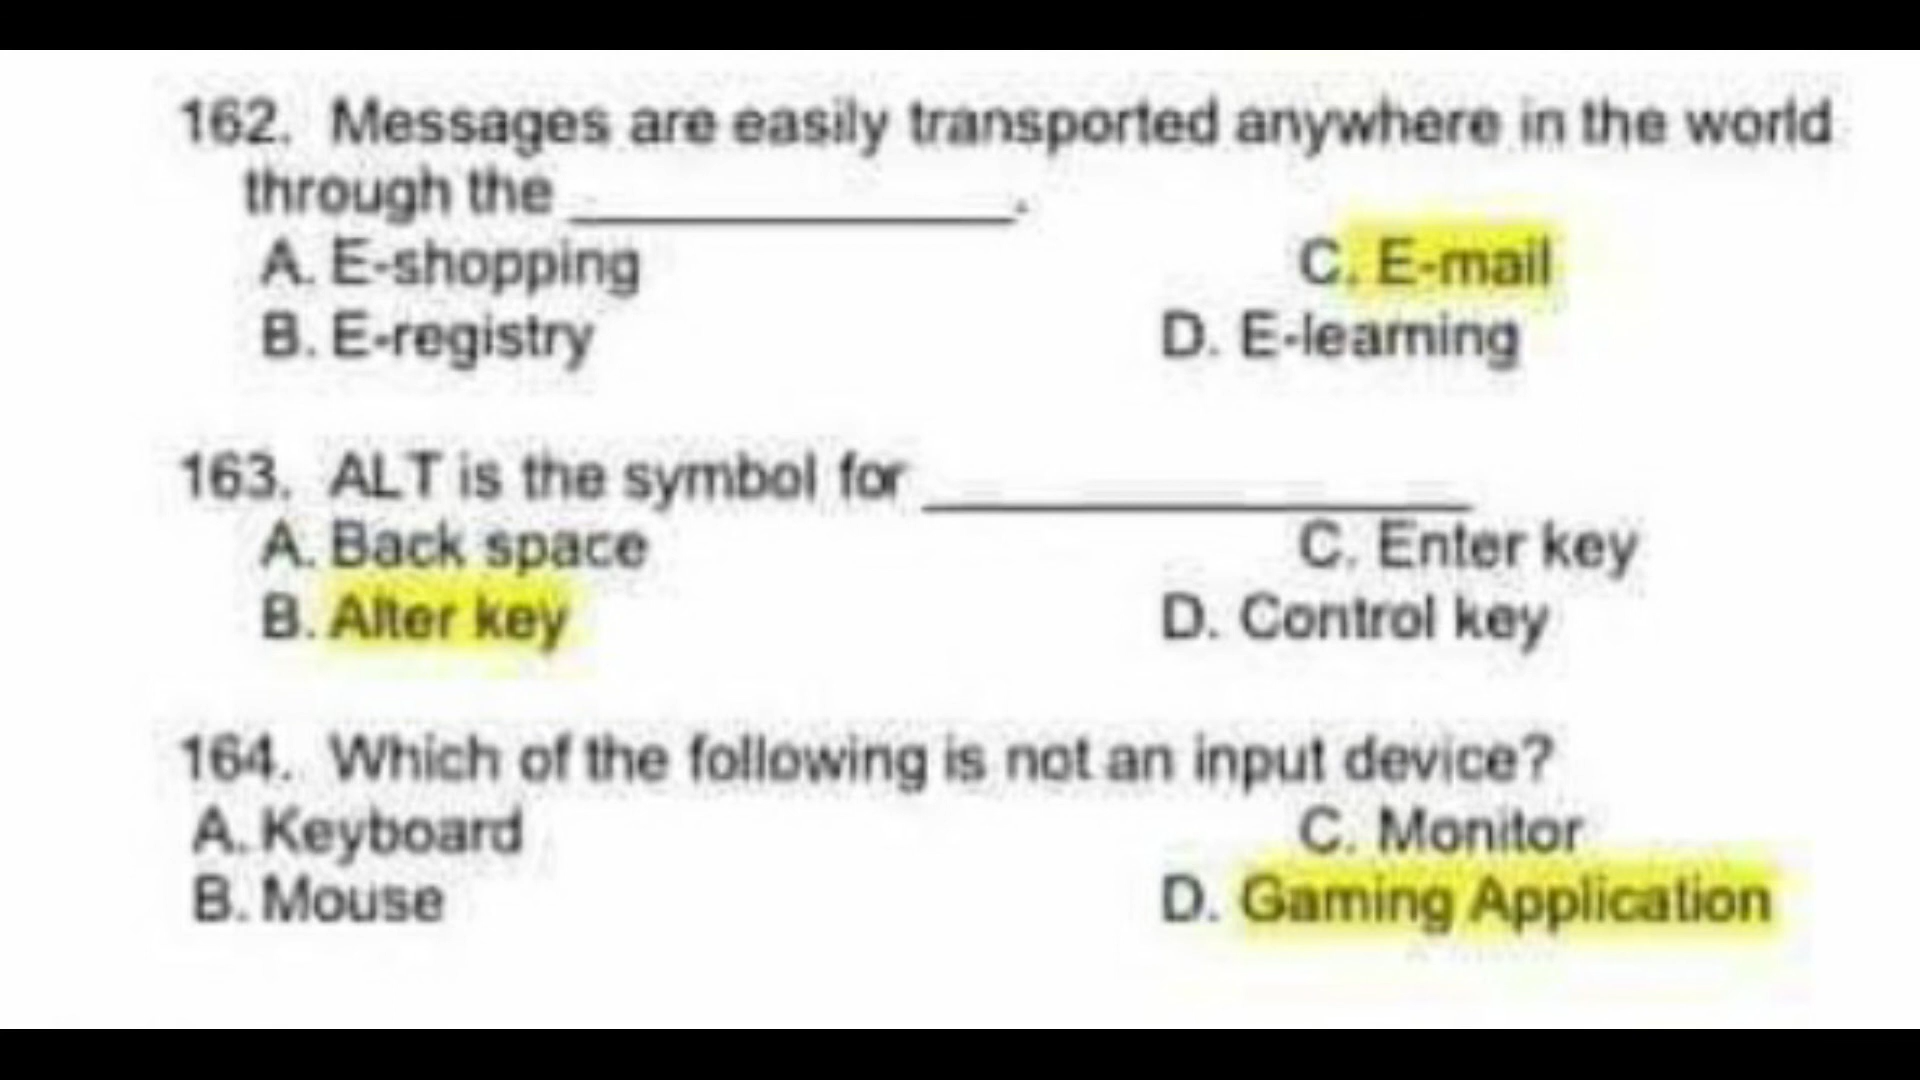 162. Messages are easily transported anywhere in the world
through the ____________.
A. E-shopping C. E-mail
B. E-registry D. E-learning
163. ALT is the symbol for _______________
A. Back space C. Enter key
B. Alter key D. Control key
164. Which of the following is not an input device?
A. Keyboard C. Monitor
B. Mouse D. Gaming Application